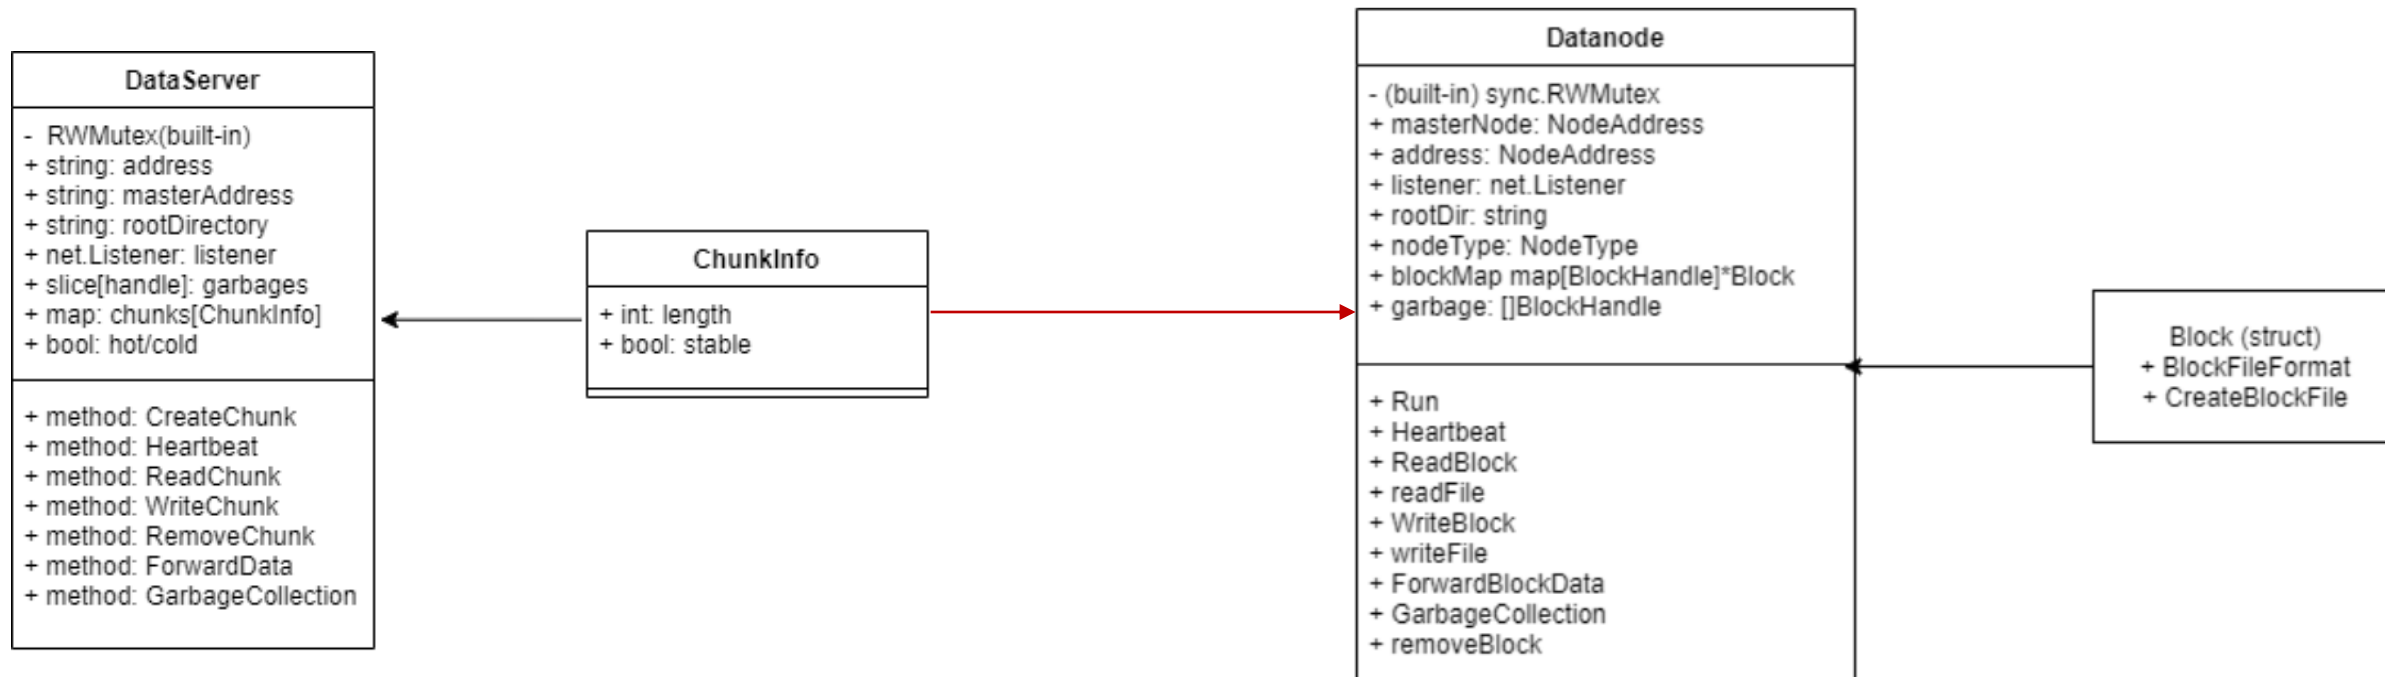 DataServer
- RWMutex(built-in)
+ string: address
+ string: masterAddress
+ string: rootDirectory
+ net.Listener: listener
+ slice[handle]: garbages
+ map: chunks[ChunkInfo]
+ bool: hot/cold
+ method: CreateChunk
+ method: Heartbeat
+ method: ReadChunk
+ method: WriteChunk
+ method: RemoveChunk
+ method: ForwardData
+ method: GarbageCollection
ChunkInfo
+ int: length
+ bool: stable
Datanode
- (built-in) sync.RWMutex
+ masterNode: NodeAddress
+ address: NodeAddress
+ listener: net.Listener
+ rootDir: string
+ nodeType: NodeType
+ blockMap map[BlockHandle]*Block
+ garbage: []BlockHandle
+ Run
+ Heartbeat
+ ReadBlock
+ readFile
+ WriteBlock
+ writeFile
+ ForwardBlockData
+ GarbageCollection
+ removeBlock
Block (struct)
+ BlockFileFormat
+ CreateBlockFile